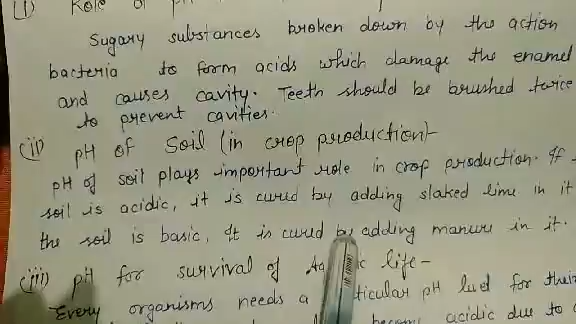 (i) Role of pH
Sugary substances broken down by the action
bacteria to form acids which damage the enamel
and causes cavity. Teeth should be brushed twice
to prevent cavities.
(ii) pH of Soil (in crop production)-
pH of soil plays important role in crop production. If
soil is acidic, it is cured by adding slaked lime in it
the soil is basic, It is cured by adding manure in it.
(iii) pH for survival of life-
Every organisms needs a pH for their
become acidic due to